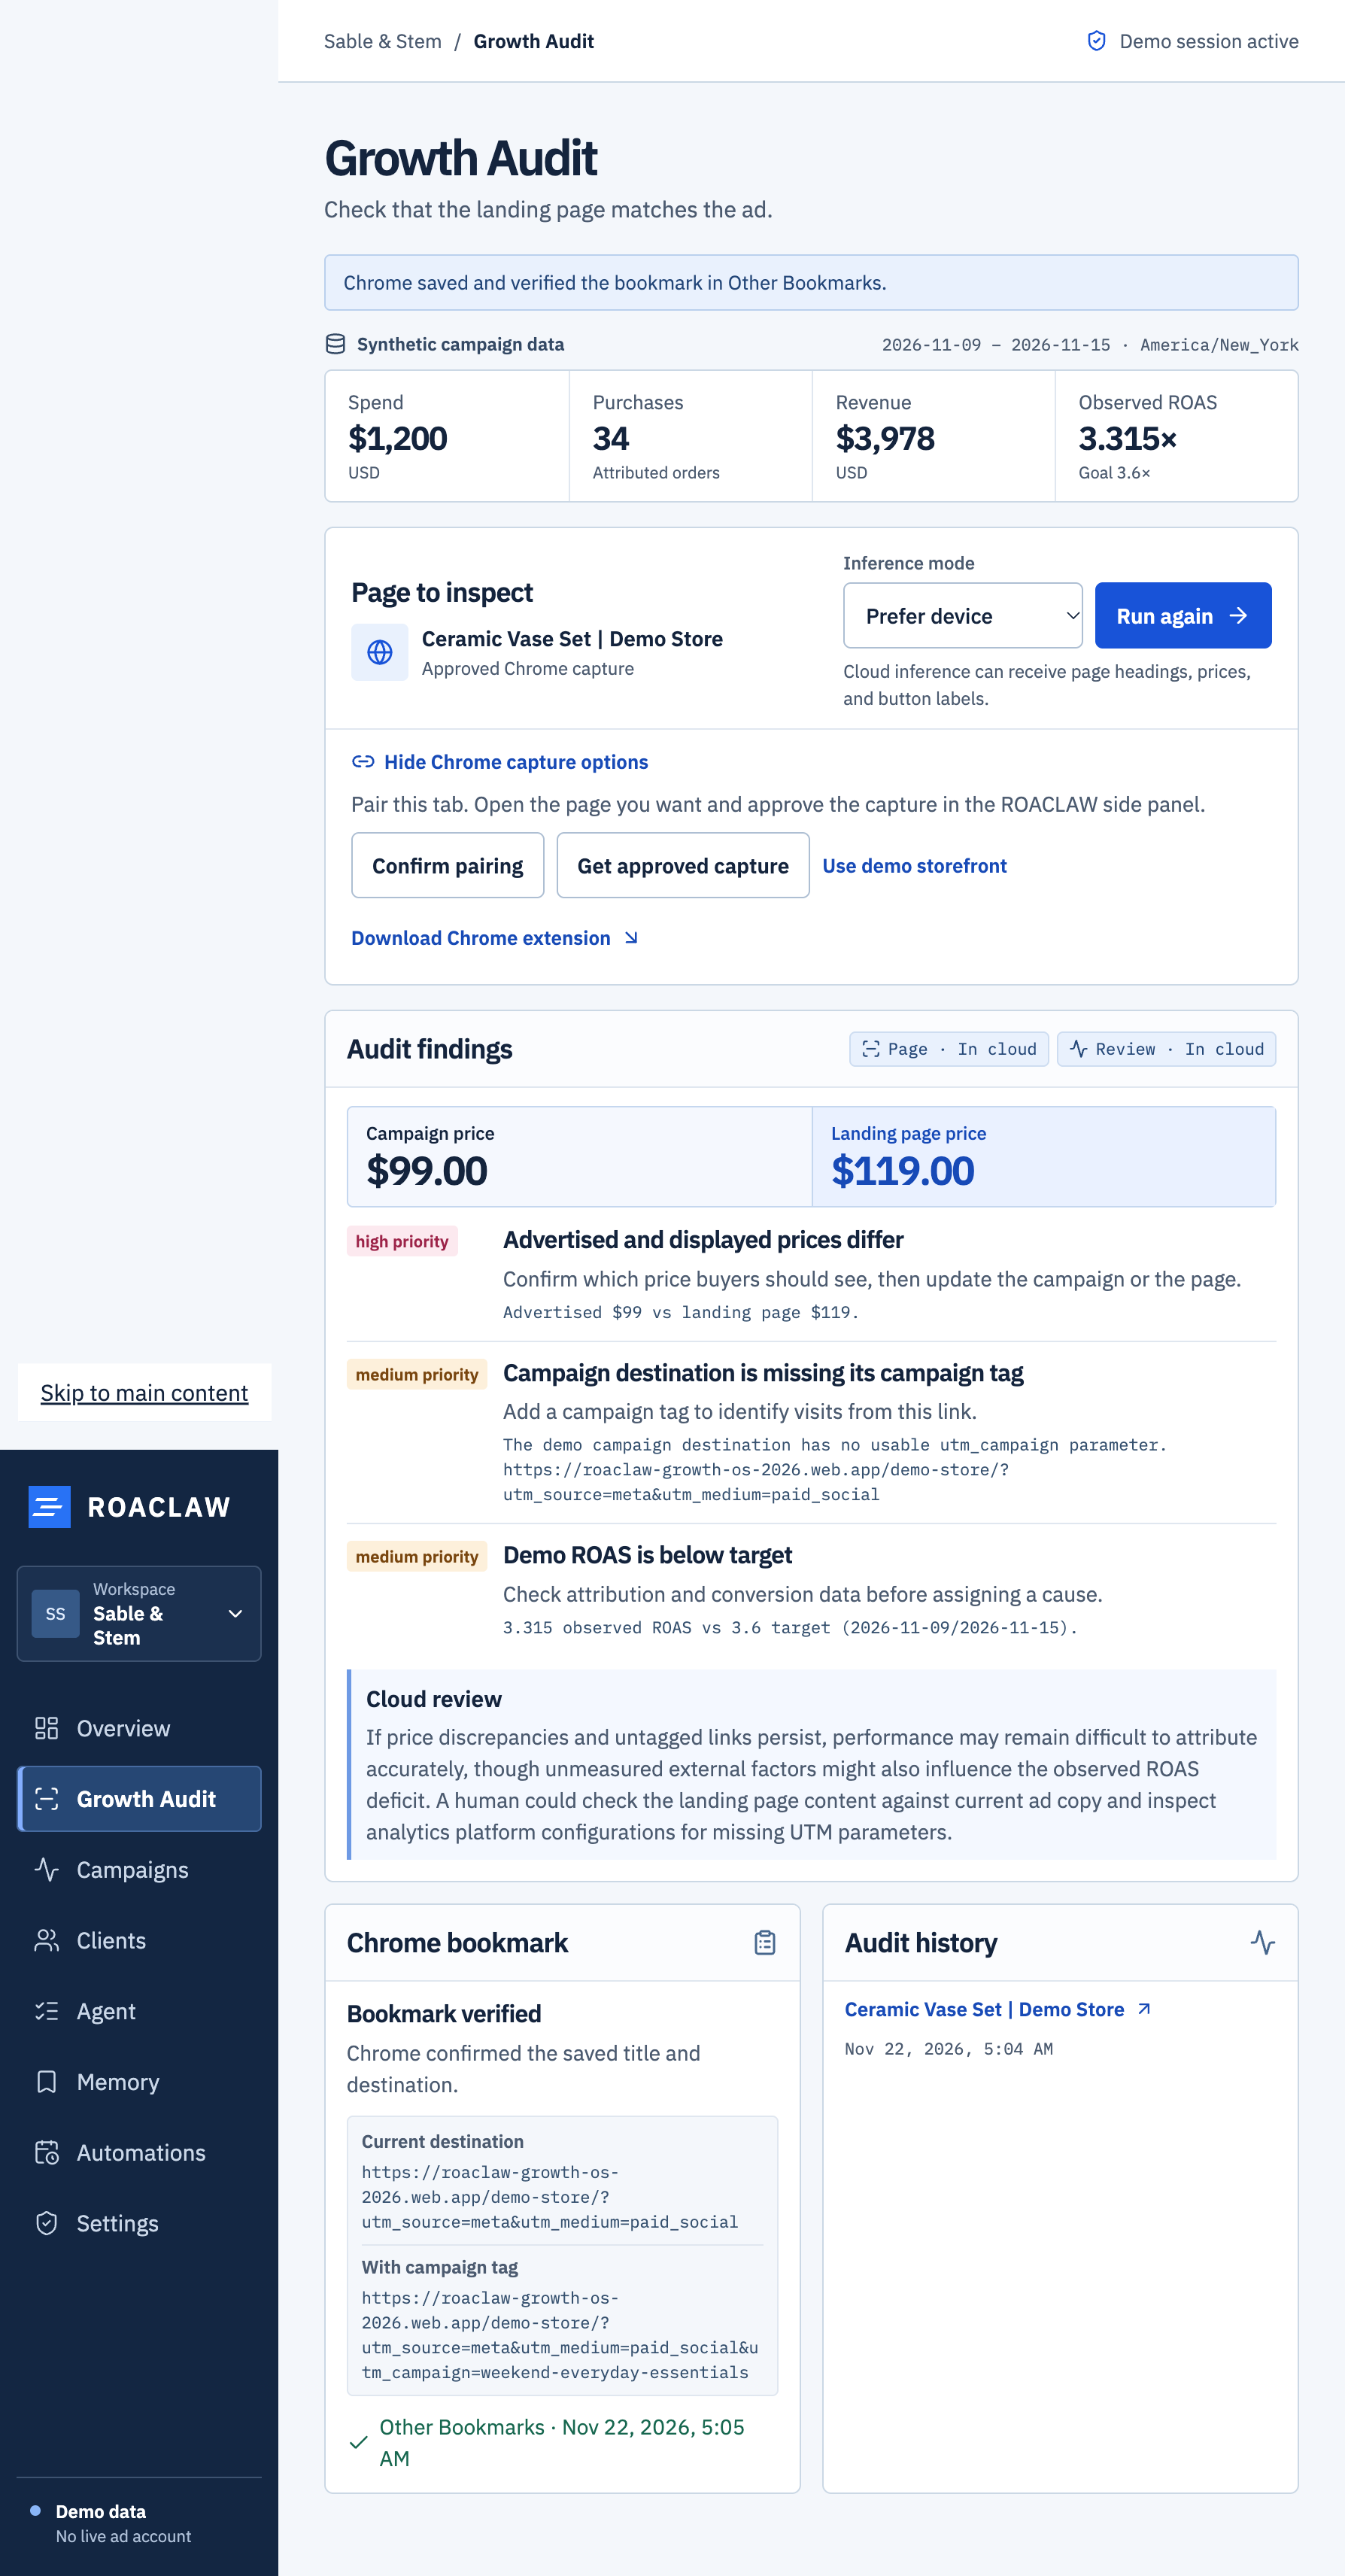 Sable & Stem / Growth Audit
Demo session active
Growth Audit
Check that the landing page matches the ad.
Chrome saved and verified the bookmark in Other Bookmarks.
Synthetic campaign data
2026-11-09 – 2026-11-15 · America/New_York
Spend
$1,200
USD
Purchases
34
Attributed orders
Revenue
$3,978
USD
Observed ROAS
3.315×
Goal 3.6×
Page to inspect
Ceramic Vase Set | Demo Store
Approved Chrome capture
Inference mode
Prefer device
Run again
Cloud inference can receive page headings, prices,
and button labels.
Hide Chrome capture options
Pair this tab. Open the page you want and approve the capture in the ROACLAW side panel.
Confirm pairing
Get approved capture
Use demo storefront
Download Chrome extension
Audit findings
Page · In cloud
Review · In cloud
Campaign price
$99.00
Landing page price
$119.00
high priority
Advertised and displayed prices differ
Confirm which price buyers should see, then update the campaign or the page.
Advertised $99 vs landing page $119.
medium priority
Campaign destination is missing its campaign tag
Add a campaign tag to identify visits from this link.
The demo campaign destination has no usable utm_campaign parameter.
https://roaclaw-growth-os-2026.web.app/demo-store/?
utm_source=meta&utm_medium=paid_social
medium priority
Demo ROAS is below target
Check attribution and conversion data before assigning a cause.
3.315 observed ROAS vs 3.6 target (2026-11-09/2026-11-15).
Cloud review
If price discrepancies and untagged links persist, performance may remain difficult to attribute
accurately, though unmeasured external factors might also influence the observed ROAS
deficit. A human could check the landing page content against current ad copy and inspect
analytics platform configurations for missing UTM parameters.
Chrome bookmark
Bookmark verified
Chrome confirmed the saved title and
destination.
Current destination
https://roaclaw-growth-os-
2026.web.app/demo-store/?
utm_source=meta&utm_medium=paid_social
With campaign tag
https://roaclaw-growth-os-
2026.web.app/demo-store/?
utm_source=meta&utm_medium=paid_social&u
tm_campaign=weekend-everyday-essentials
Other Bookmarks · Nov 22, 2026, 5:05
AM
Audit history
Ceramic Vase Set | Demo Store
Nov 22, 2026, 5:04 AM
Skip to main content
ROACLAW
SS
Workspace
Sable &
Stem
Overview
Growth Audit
Campaigns
Clients
Agent
Memory
Automations
Settings
Demo data
No live ad account